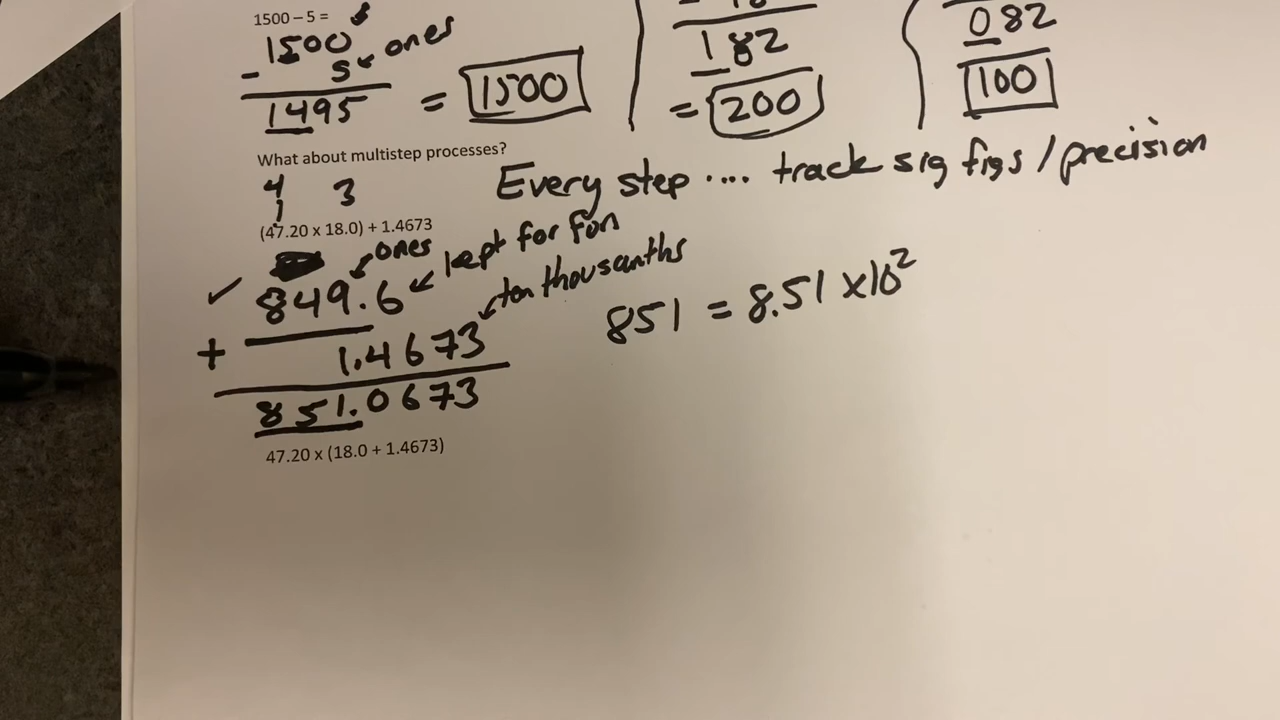 1500 – 5 =
1500
- 5 ones
1495 = 1500
182
= 200
082
100
What about multistep processes?
4 3
Every step .... track sig figs / precision
(47.20 x 18.0) + 1.4673
ones
✓ 849.6 kept for fun
ten thousanths
+ 1.4673
851.0673
851 = 8.51 x10²
47.20 x (18.0 + 1.4673)